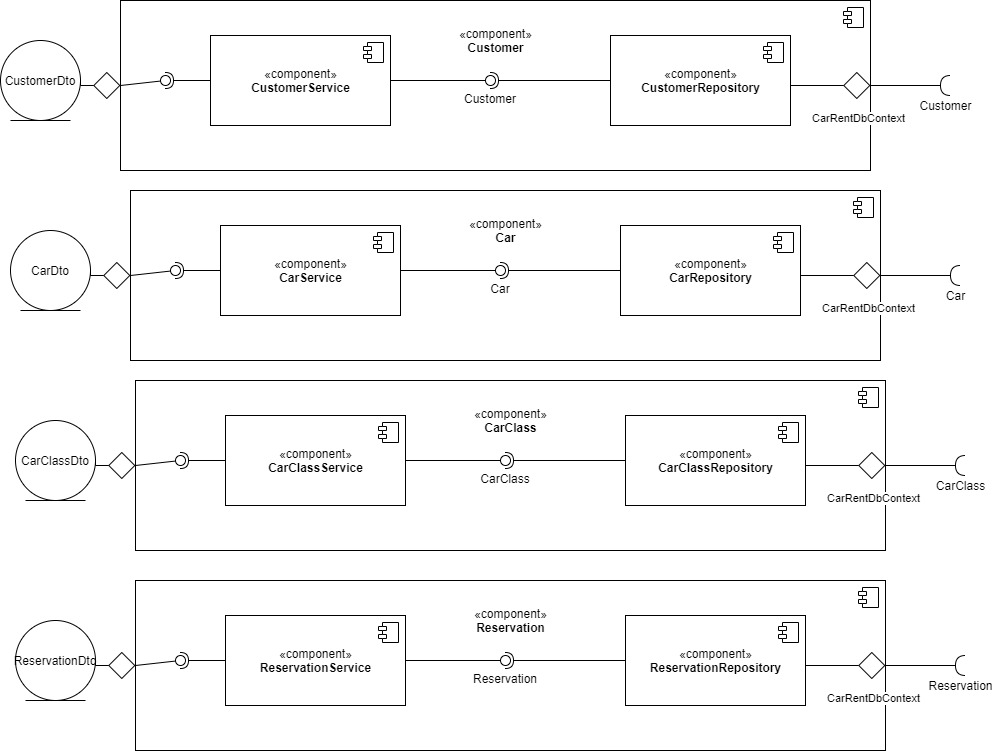 «component»
Customer
CustomerDto
«component»
CustomerService
Customer
«component»
CustomerRepository
CarRentDbContext
Customer
«component»
Car
CarDto
«component»
CarService
Car
«component»
CarRepository
CarRentDbContext
Car
«component»
CarClass
CarClassDto
«component»
CarClassService
CarClass
«component»
CarClassRepository
CarRentDbContext
CarClass
«component»
Reservation
ReservationDto
«component»
ReservationService
Reservation
«component»
ReservationRepository
CarRentDbContext
Reservation